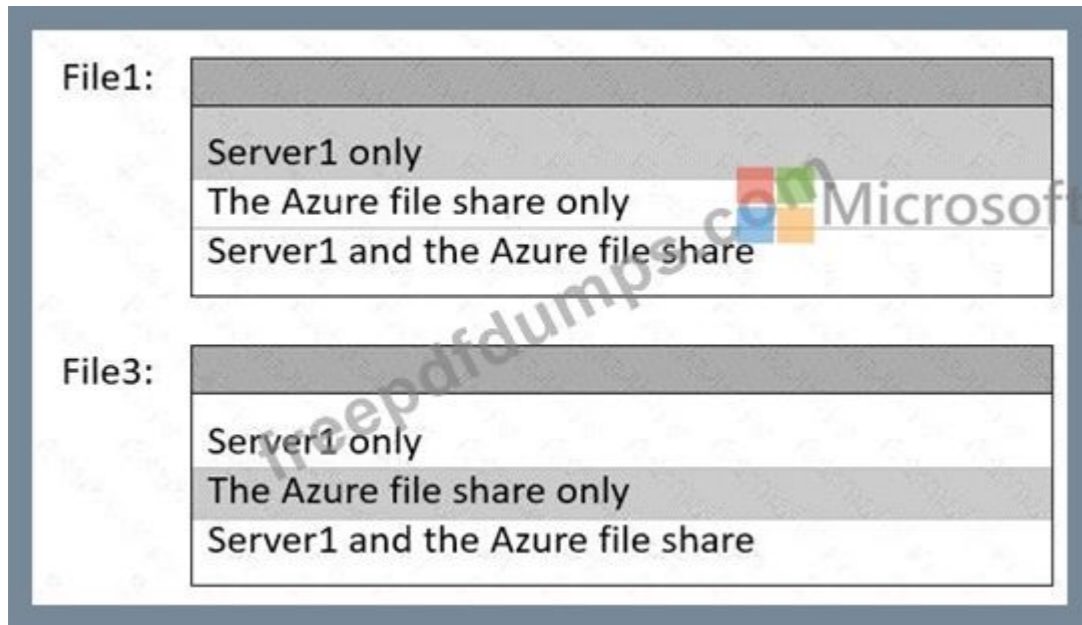 File1:
Server1 only
The Azure file share only
Server1 and the Azure file share
Microsoft
freepdfdumps.com
File3:
Server1 only
The Azure file share only
Server1 and the Azure file share